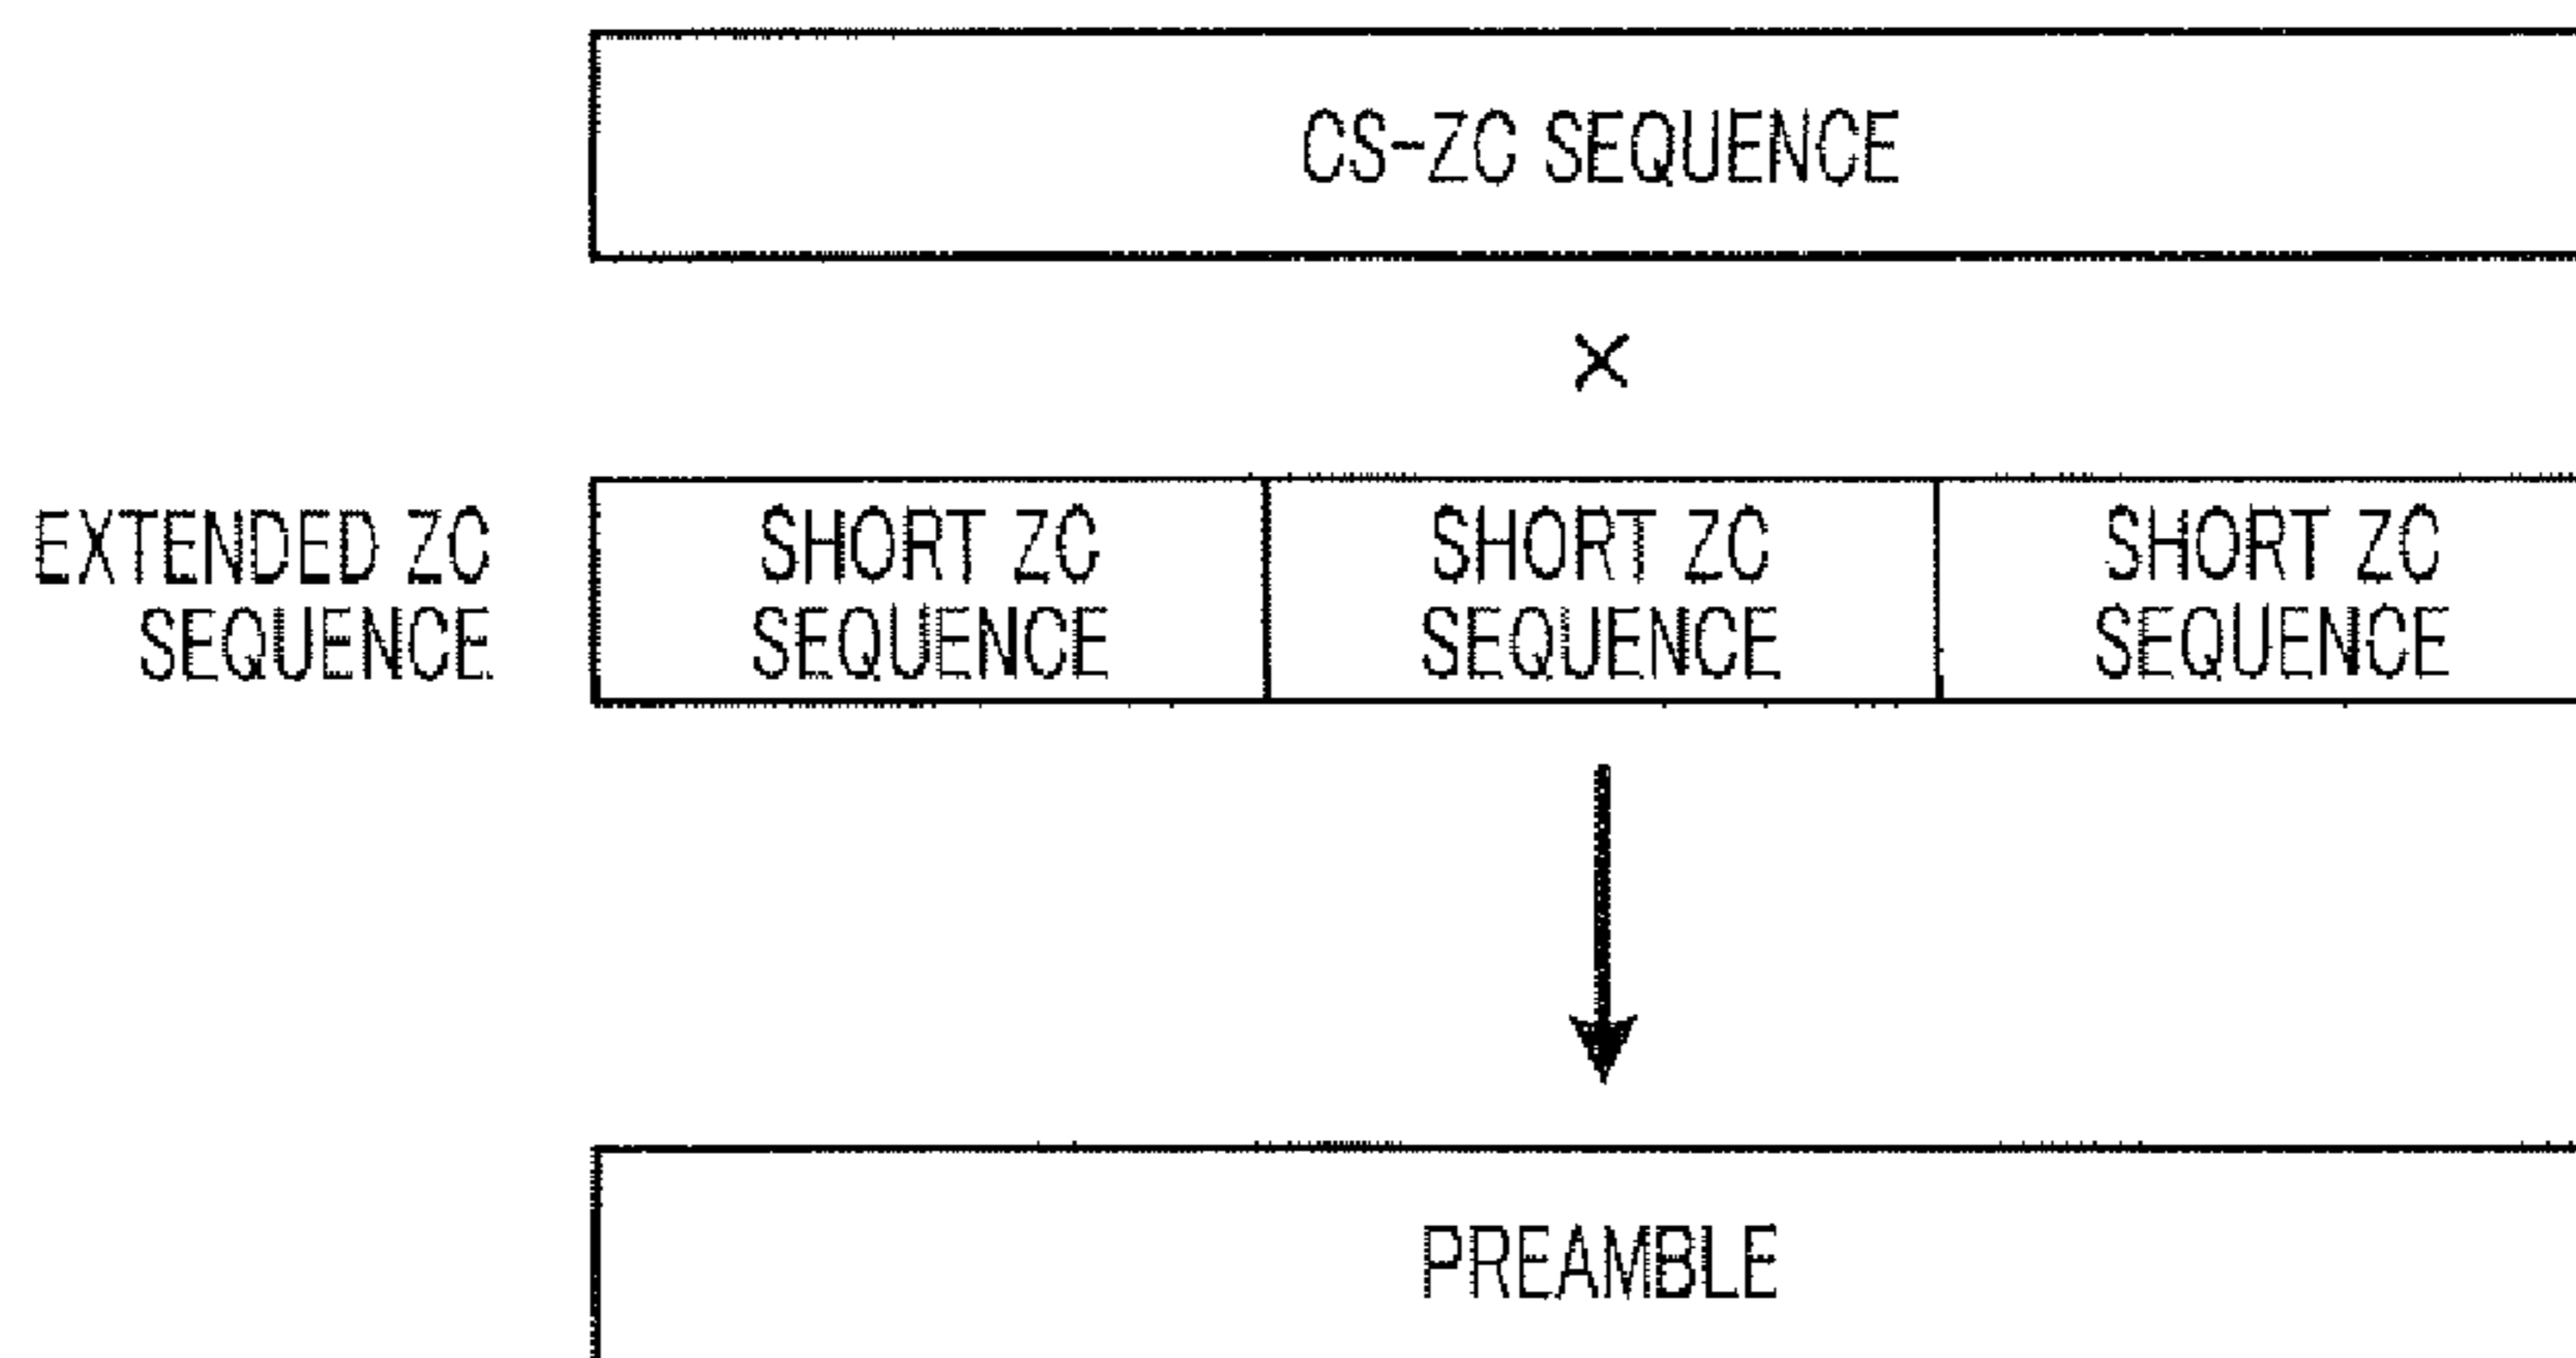 CS-ZC SEQUENCE
×
EXTENDED ZC
SEQUENCE
SHORT ZC
SEQUENCE
SHORT ZC
SEQUENCE
SHORT ZC
SEQUENCE
PREAMBLE